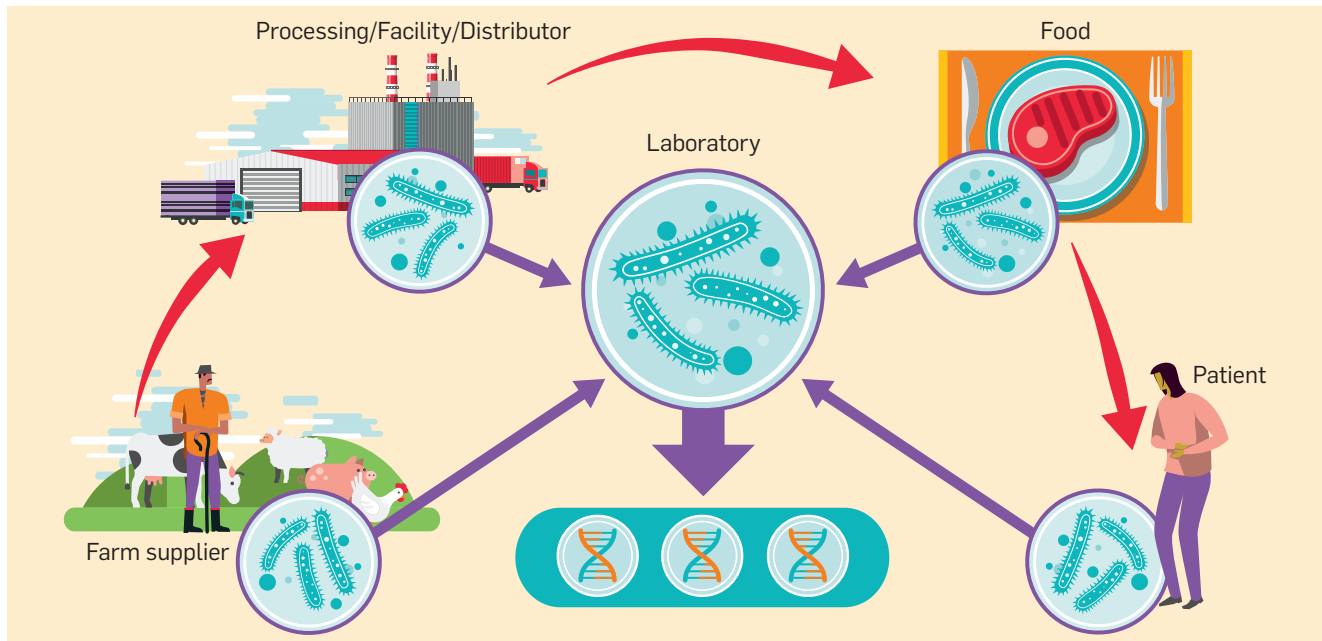 Processing/Facility/Distributor
Food
Laboratory
Patient
Farm supplier